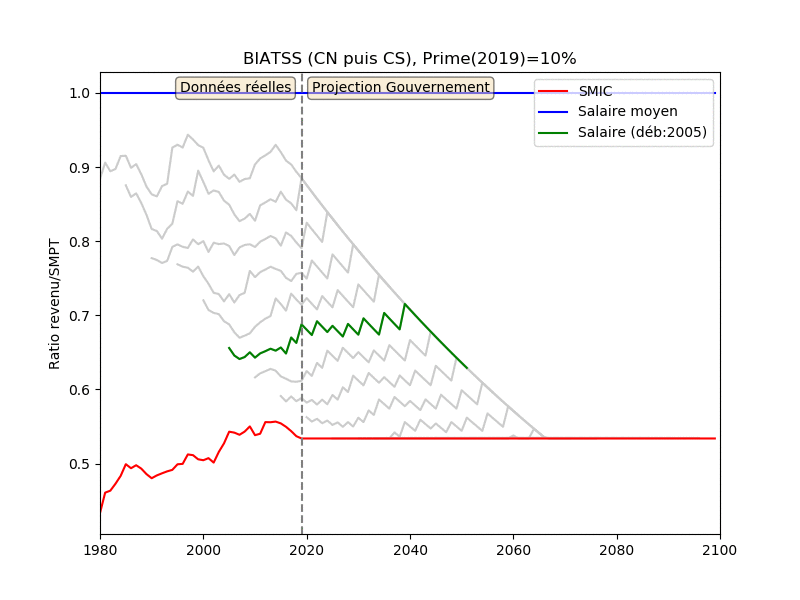 BIATSS (CN puis CS), Prime(2019)=10%
Données réelles
Projection Gouvernement
SMIC
Salaire moyen
Salaire (déb:2005)
Ratio revenu/SMPT
1.0
0.9
0.8
0.7
0.6
0.5
1980
2000
2020
2040
2060
2080
2100